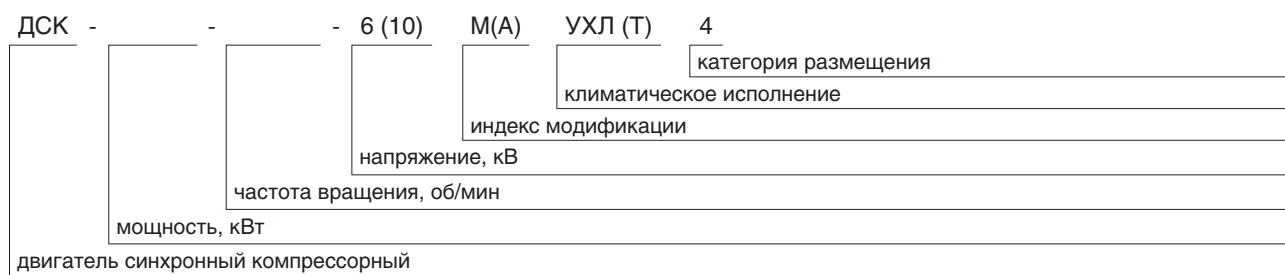 ДСК - - - 6 (10) М(А) УХЛ (Т) 4
категория размещения
климатическое исполнение
индекс модификации
напряжение, кВ
частота вращения, об/мин
мощность, кВт
двигатель синхронный компрессорный